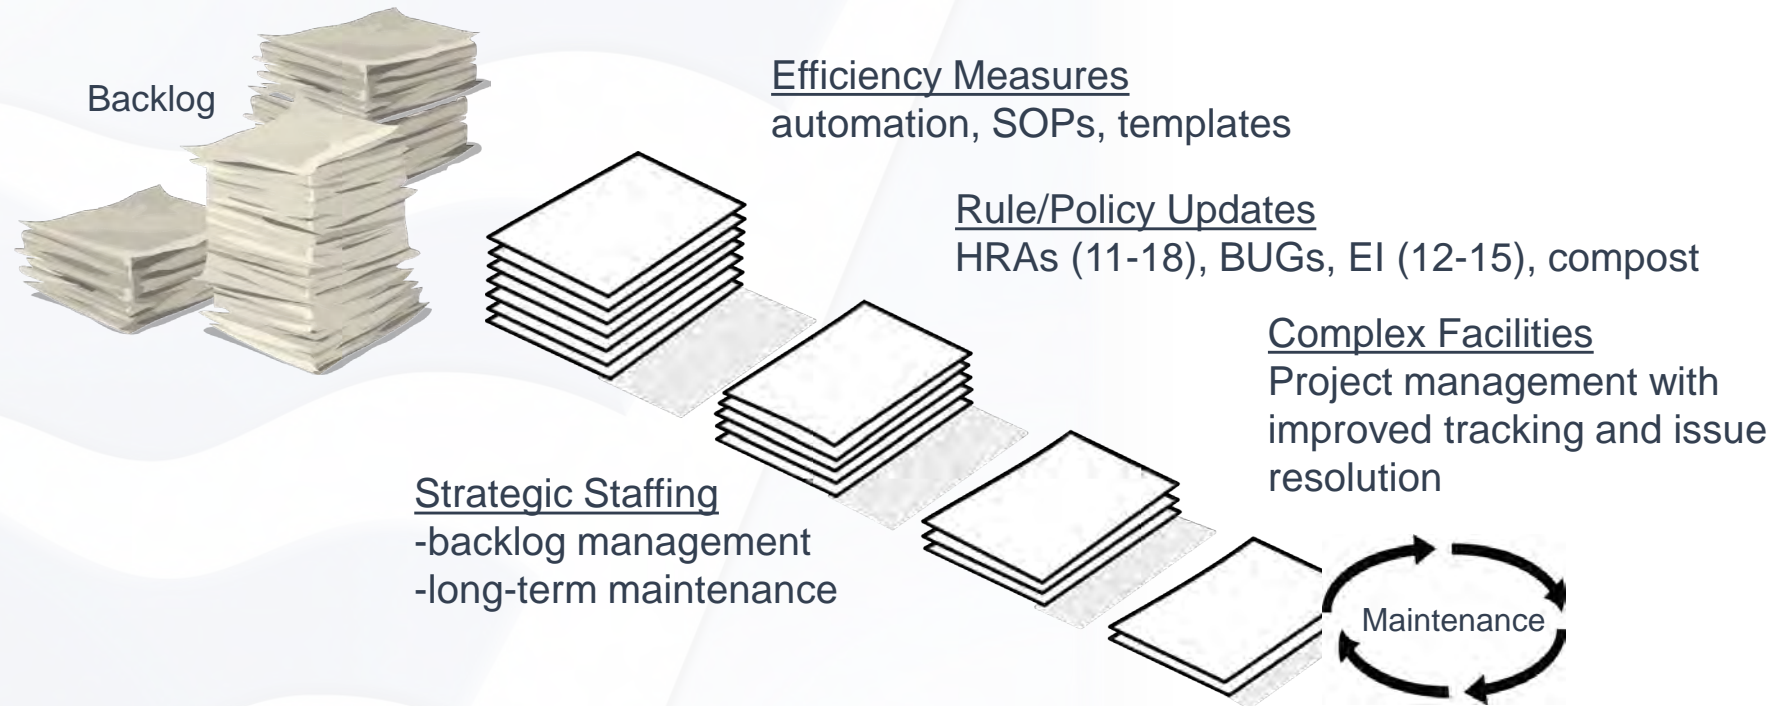 Backlog
Efficiency Measures
automation, SOPs, templates
Rule/Policy Updates
HRAs (11-18), BUGs, EI (12-15), compost
Complex Facilities
Project management with
improved tracking and issue
resolution
Strategic Staffing
-backlog management
-long-term maintenance
Maintenance